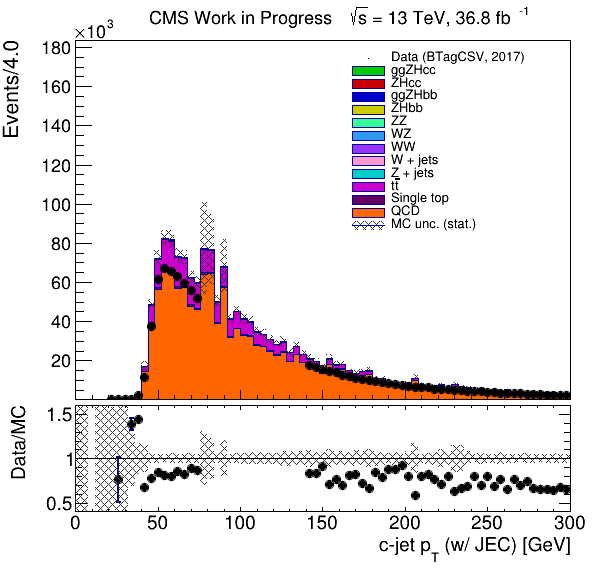 CMS Work in Progress √s = 13 TeV, 36.8 fb⁻¹
×10³
Events/4.0
180
160
140
120
100
80
60
40
20
Data (BTagCSV, 2017)
ggZHcc
ZHcc
ggZHbb
ZHbb
ZZ
WZ
WW
W + jets
Z + jets
tt̅
Single top
QCD
MC unc. (stat.)
Data/MC
1.5
1
0.5
0 50 100 150 200 250 300
c-jet p_T (w/ JEC) [GeV]